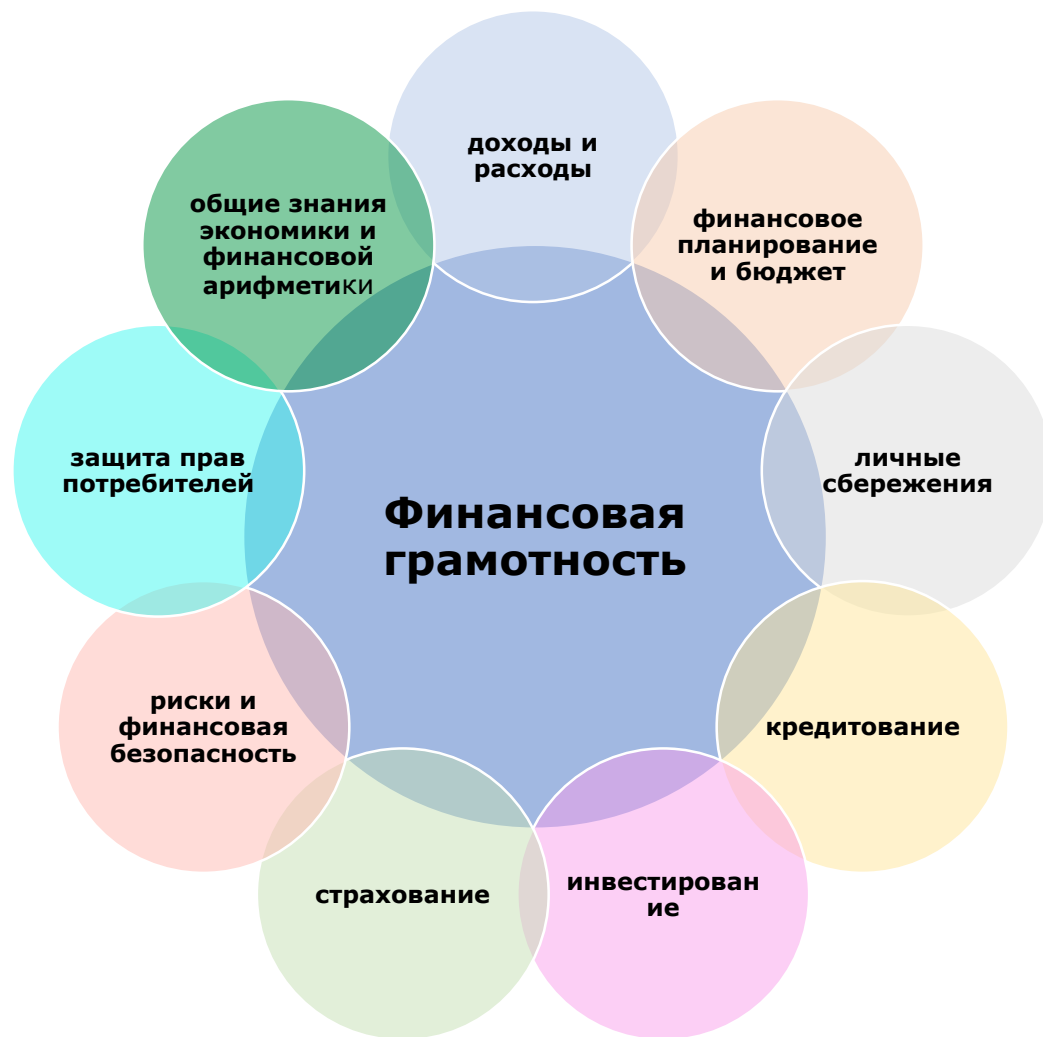 доходы и
расходы
финансовое
планирование
и бюджет
личные
сбережения
кредитование
инвестирован
ие
страхование
риски и
финансовая
безопасность
защита прав
потребителей
общие знания
экономики и
финансовой
арифметики
Финансовая
грамотность